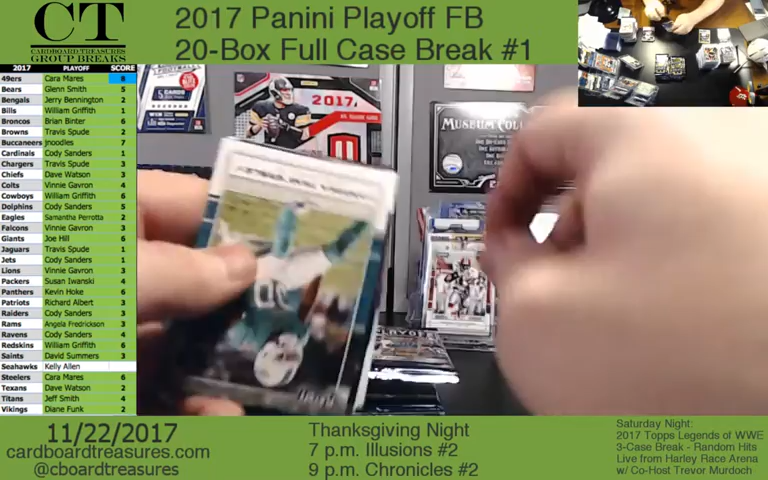 CT
CARDBOARD TREASURES
GROUP BREAKS
2017 Panini Playoff FB
20-Box Full Case Break #1
2017 PLAYOFF SCORE
49ers Cara Mares 8
Bears Glenn Smith 5
Bengals Jerry Bennington 2
Bills William Griffith 1
Broncos Brian Binter 6
Browns Travis Spude 2
Buccaneers jnoodles 7
Cardinals Cody Sanders 1
Chargers Travis Spude 3
Chiefs Dave Watson 3
Colts Vinnie Gavron 4
Cowboys William Griffith 6
Dolphins Cody Sanders 5
Eagles Samantha Perrotta 2
Falcons Vinnie Gavron 3
Giants Joe Hill 6
Jaguars Travis Spude 1
Jets Cody Sanders 1
Lions Vinnie Gavron 3
Packers Susan Iwanski 4
Panthers Kevin Hoke 6
Patriots Richard Albert 3
Raiders Cody Sanders 3
Rams Angela Fredrickson 3
Ravens Cody Sanders 4
Redskins William Griffith 6
Saints David Summers 3
Seahawks Kelly Allen
Steelers Cara Mares 6
Texans Dave Watson 2
Titans Jeff Smith 4
Vikings Diane Funk 2
2017
MUSEUM COLL
PLAYOFF
11/22/2017
cardboardtreasures.com
@cboardtreasures
Thanksgiving Night
7 p.m. Illusions #2
9 p.m. Chronicles #2
Saturday Night:
2017 Topps Legends of WWE
3-Case Break - Random Hits
Live from Harley Race Arena
w/ Co-Host Trevor Murdoch